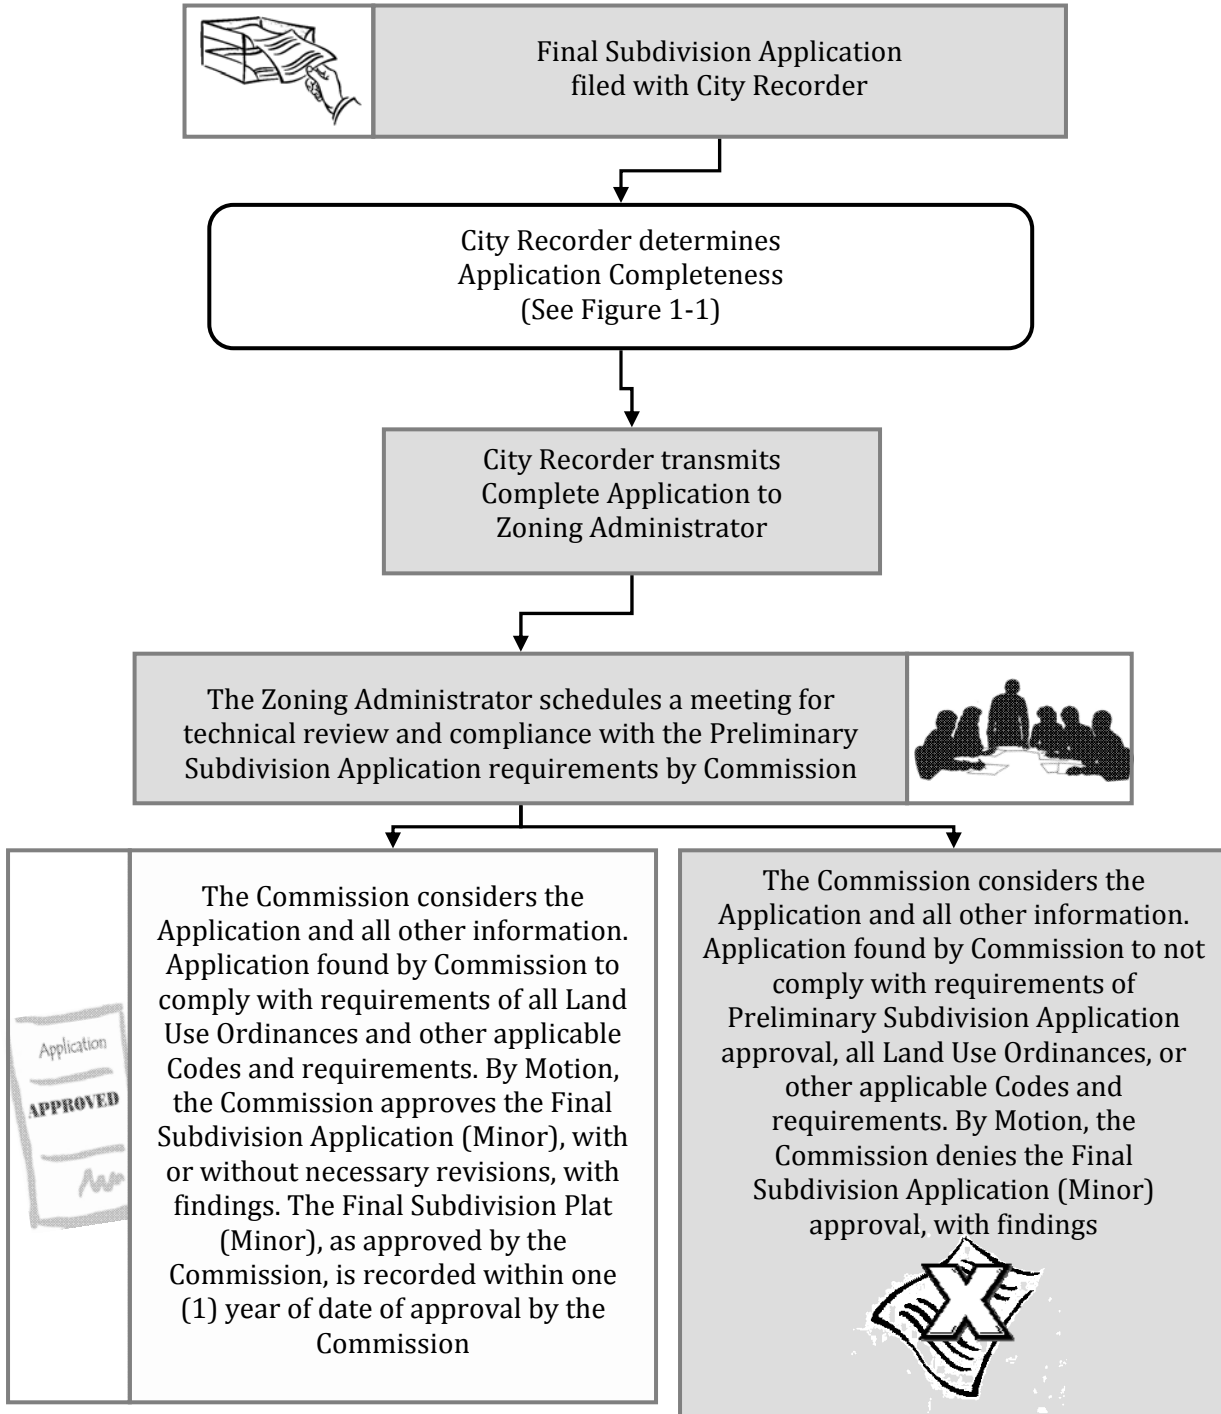 Final Subdivision Application
filed with City Recorder
City Recorder determines
Application Completeness
(See Figure 1-1)
City Recorder transmits
Complete Application to
Zoning Administrator
The Zoning Administrator schedules a meeting for
technical review and compliance with the Preliminary
Subdivision Application requirements by Commission
Application
APPROVED
The Commission considers the
Application and all other information.
Application found by Commission to
comply with requirements of all Land
Use Ordinances and other applicable
Codes and requirements. By Motion,
the Commission approves the Final
Subdivision Application (Minor), with
or without necessary revisions, with
findings. The Final Subdivision Plat
(Minor), as approved by the
Commission, is recorded within one
(1) year of date of approval by the
Commission
The Commission considers the
Application and all other information.
Application found by Commission to not
comply with requirements of
Preliminary Subdivision Application
approval, all Land Use Ordinances, or
other applicable Codes and
requirements. By Motion, the
Commission denies the Final
Subdivision Application (Minor)
approval, with findings
X